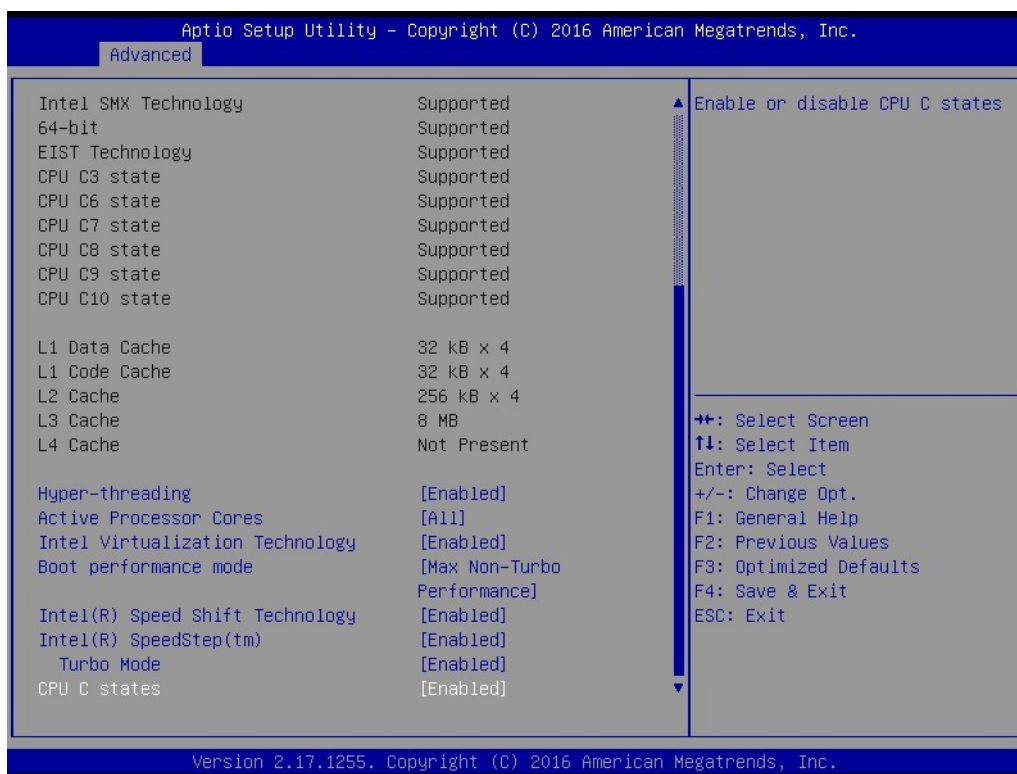 Aptio Setup Utility – Copyright (C) 2016 American Megatrends, Inc.
Advanced
Intel SMX Technology Supported
64-bit Supported
EIST Technology Supported
CPU C3 state Supported
CPU C6 state Supported
CPU C7 state Supported
CPU C8 state Supported
CPU C9 state Supported
CPU C10 state Supported
L1 Data Cache 32 kB x 4
L1 Code Cache 32 kB x 4
L2 Cache 256 kB x 4
L3 Cache 8 MB
L4 Cache Not Present
Hyper-threading [Enabled]
Active Processor Cores [All]
Intel Virtualization Technology [Enabled]
Boot performance mode [Max Non-Turbo
Performance]
Intel(R) Speed Shift Technology [Enabled]
Intel(R) SpeedStep(tm) [Enabled]
Turbo Mode [Enabled]
CPU C states [Enabled]
Enable or disable CPU C states
→←: Select Screen
↑↓: Select Item
Enter: Select
+/-: Change Opt.
F1: General Help
F2: Previous Values
F3: Optimized Defaults
F4: Save & Exit
ESC: Exit
Version 2.17.1255. Copyright (C) 2016 American Megatrends, Inc.